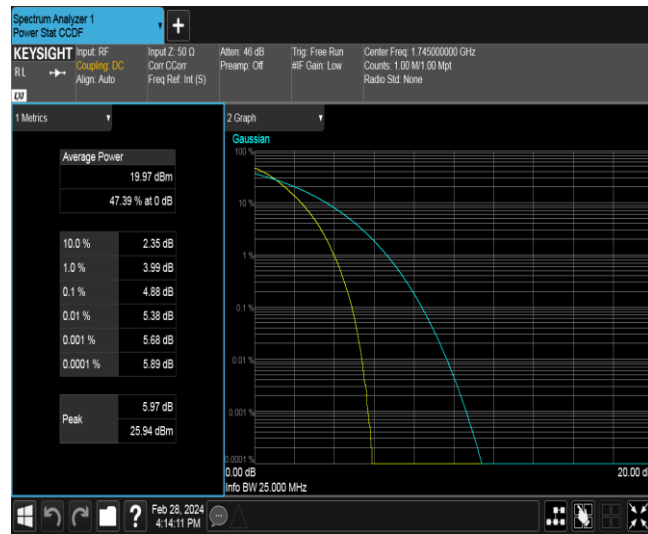 Spectrum Analyzer 1
Power Stat CCDF
+
KEYSIGHT
RL
LXI
Input: RF
Coupling: DC
Align: Auto
Input Z: 50 Ω
Corr CCorr
Freq Ref: Int (S)
Atten: 46 dB
Preamp: Off
Trig: Free Run
#IF Gain: Low
Center Freq: 1.745000000 GHz
Counts: 1.00 M/1.00 Mpt
Radio Std: None
1 Metrics
Average Power
19.97 dBm
47.39 % at 0 dB
10.0 % 2.35 dB
1.0 % 3.99 dB
0.1 % 4.88 dB
0.01 % 5.38 dB
0.001 % 5.68 dB
0.0001 % 5.89 dB
Peak
5.97 dB
25.94 dBm
2 Graph
Gaussian
100 %
10 %
1 %
0.1 %
0.01 %
0.001 %
0.0001 %
0.00 dB
20.00 d
Info BW 25.000 MHz
?
Feb 28, 2024
4:14:11 PM